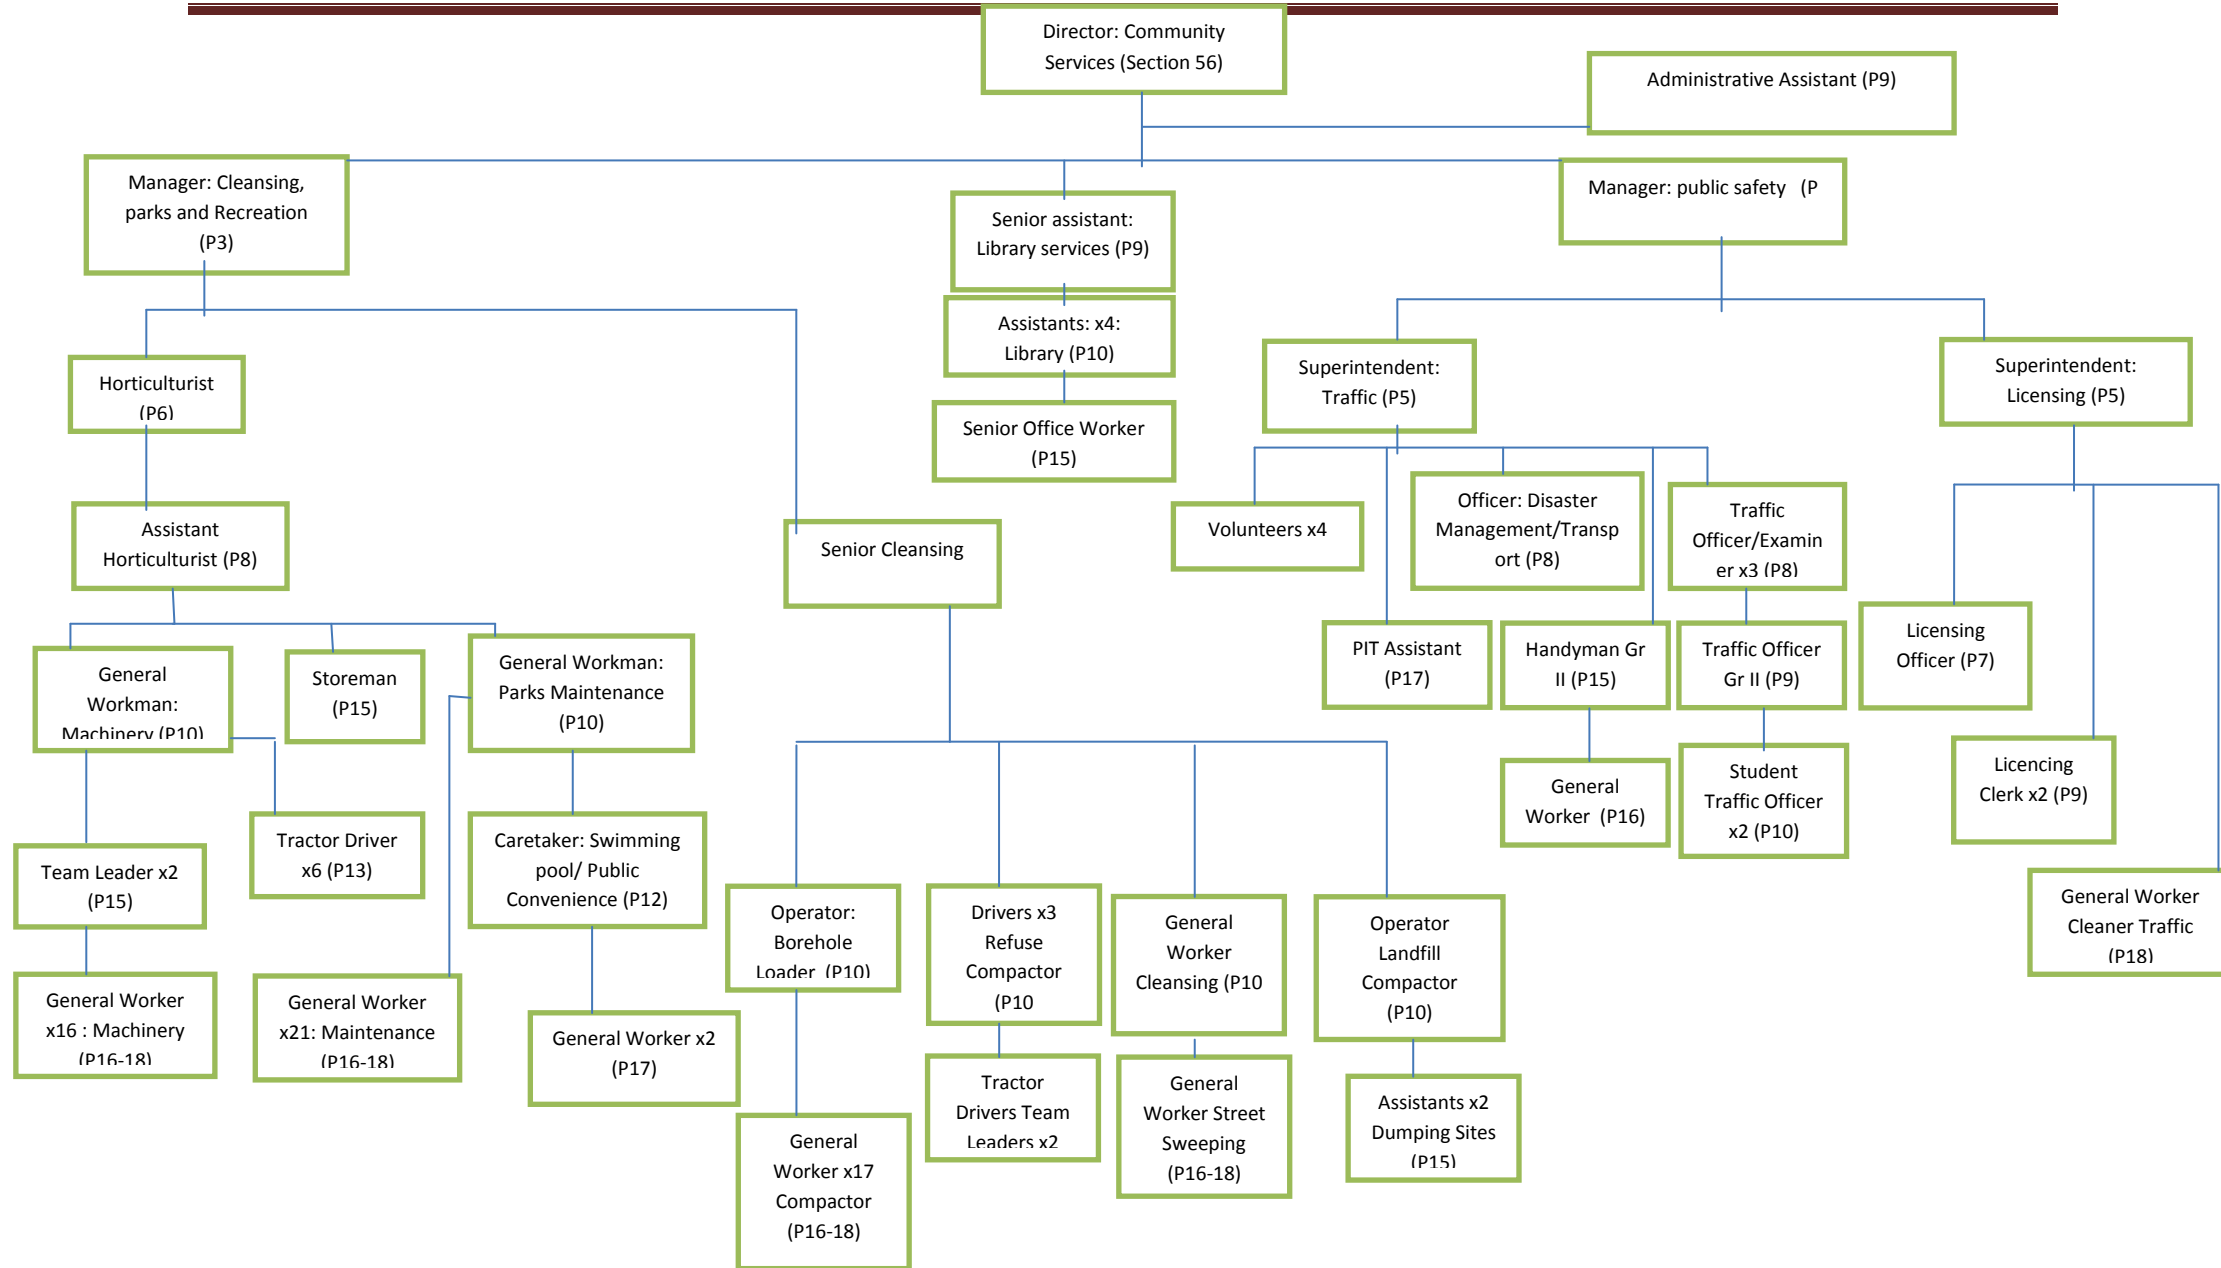 Director: Community
Services (Section 56)
Administrative Assistant (P9)
Manager: Cleansing,
parks and Recreation
(P3)
Senior assistant:
Library services (P9)
Manager: public safety   (P
Assistants: x4:
Library (P10)
Senior Office Worker
(P15)
Horticulturist
(P6)
Superintendent:
Traffic (P5)
Superintendent:
Licensing (P5)
Assistant
Horticulturist (P8)
Senior Cleansing
Volunteers x4
Officer: Disaster
Management/Transp
ort (P8)
Traffic
Officer/Examin
er x3 (P8)
General
Workman:
Machinery (P10)
Storeman
(P15)
General Workman:
Parks Maintenance
(P10)
PIT Assistant
(P17)
Handyman Gr
II (P15)
Traffic Officer
Gr II (P9)
Licensing
Officer (P7)
General
Worker  (P16)
Student
Traffic Officer
x2 (P10)
Licencing
Clerk x2 (P9)
Team Leader x2
(P15)
Tractor Driver
x6 (P13)
Caretaker: Swimming
pool/ Public
Convenience (P12)
Operator:
Borehole
Loader  (P10)
Drivers x3
Refuse
Compactor
(P10
General
Worker
Cleansing (P10
Operator
Landfill
Compactor
(P10)
General Worker
Cleaner Traffic
(P18)
General Worker
x16 : Machinery
(P16-18)
General Worker
x21: Maintenance
(P16-18)
General Worker x2
(P17)
General
Worker x17
Compactor
(P16-18)
Tractor
Drivers Team
Leaders x2
General
Worker Street
Sweeping
(P16-18)
Assistants x2
Dumping Sites
(P15)